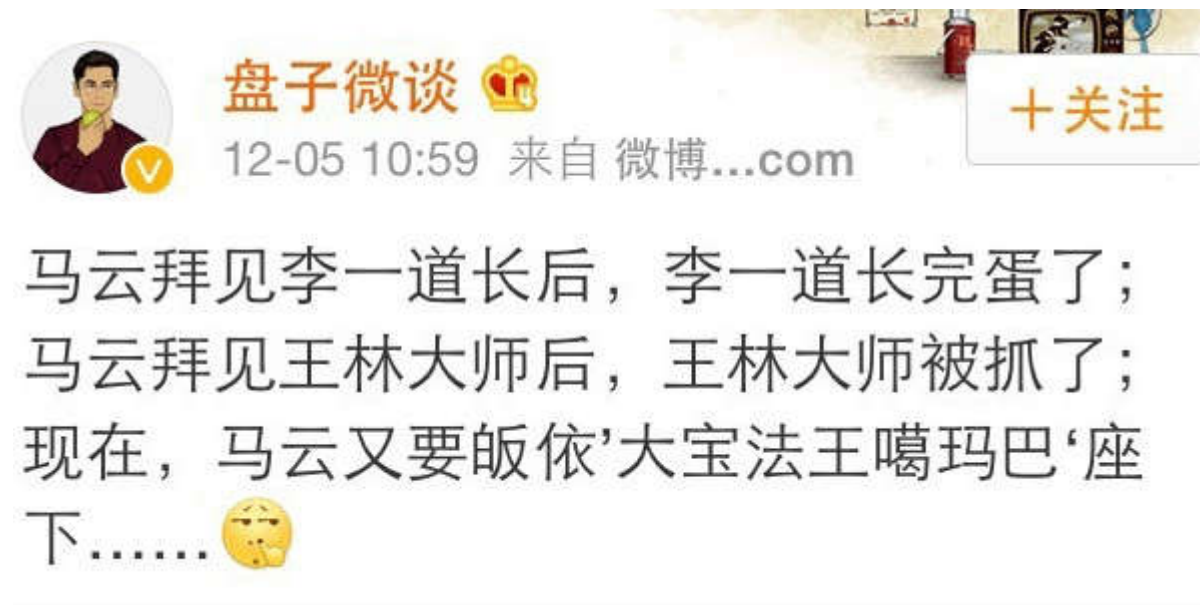 盘子微谈
12-05 10:59 来自 微博...com
+关注
马云拜见李一道长后，李一道长完蛋了；
马云拜见王林大师后，王林大师被抓了；
现在，马云又要皈依’大宝法王噶玛巴‘座
下......